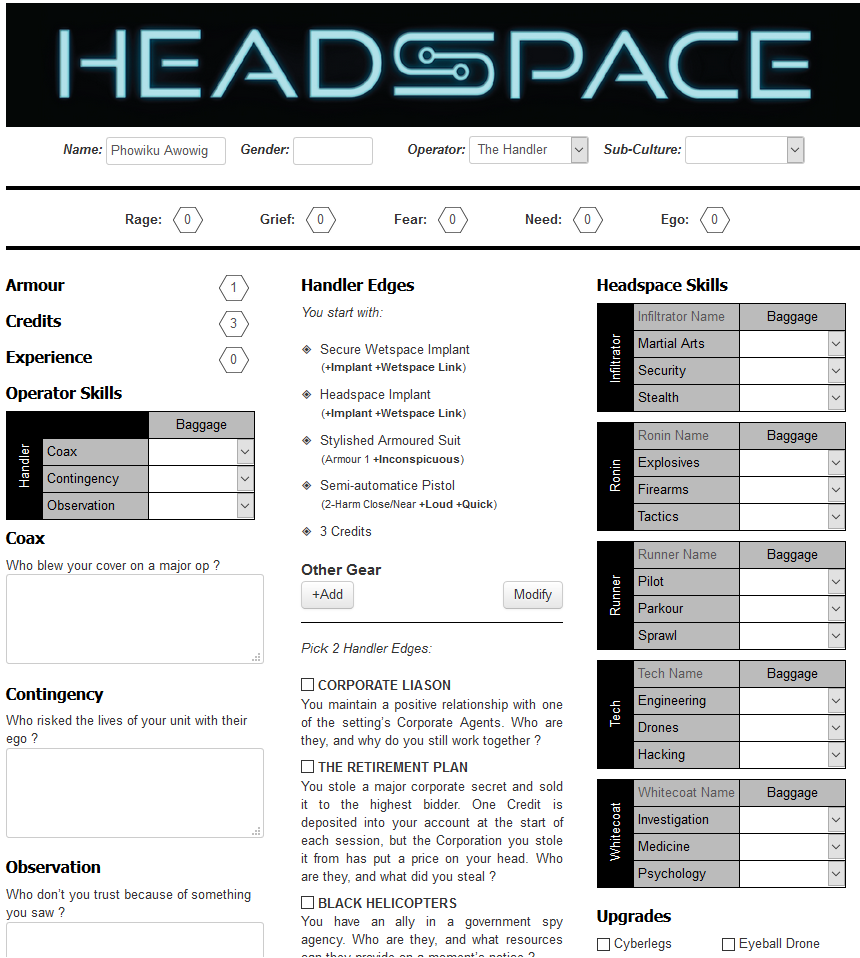 HEADSPACE
Name: Phowiku Awowig Gender: Operator: The Handler Sub-Culture:
Rage: 0 Grief: 0 Fear: 0 Need: 0 Ego: 0
Armour 1
Credits 3
Experience 0
Operator Skills
Baggage
Handler
Coax
Contingency
Observation
Coax
Who blew your cover on a major op ?
Contingency
Who risked the lives of your unit with their
ego ?
Observation
Who don't you trust because of something
you saw ?
Handler Edges
You start with:
Secure Wetspace Implant
(+Implant +Wetspace Link)
Headspace Implant
(+Implant +Wetspace Link)
Stylished Armoured Suit
(Armour 1 +Inconspicuous)
Semi-automatice Pistol
(2-Harm Close/Near +Loud +Quick)
3 Credits
Other Gear
+Add Modify
Pick 2 Handler Edges:
CORPORATE LIASON
You maintain a positive relationship with one
of the setting's Corporate Agents. Who are
they, and why do you still work together ?
THE RETIREMENT PLAN
You stole a major corporate secret and sold
it to the highest bidder. One Credit is
deposited into your account at the start of
each session, but the Corporation you stole
it from has put a price on your head. Who
are they, and what did you steal ?
BLACK HELICOPTERS
You have an ally in a government spy
agency. Who are they, and what resources
can they provide on a moment's notice ?
Headspace Skills
Infiltrator
Infiltrator Name Baggage
Martial Arts
Security
Stealth
Ronin
Ronin Name Baggage
Explosives
Firearms
Tactics
Runner
Runner Name Baggage
Pilot
Parkour
Sprawl
Tech
Tech Name Baggage
Engineering
Drones
Hacking
Whitecoat
Whitecoat Name Baggage
Investigation
Medicine
Psychology
Upgrades
Cyberlegs Eyeball Drone